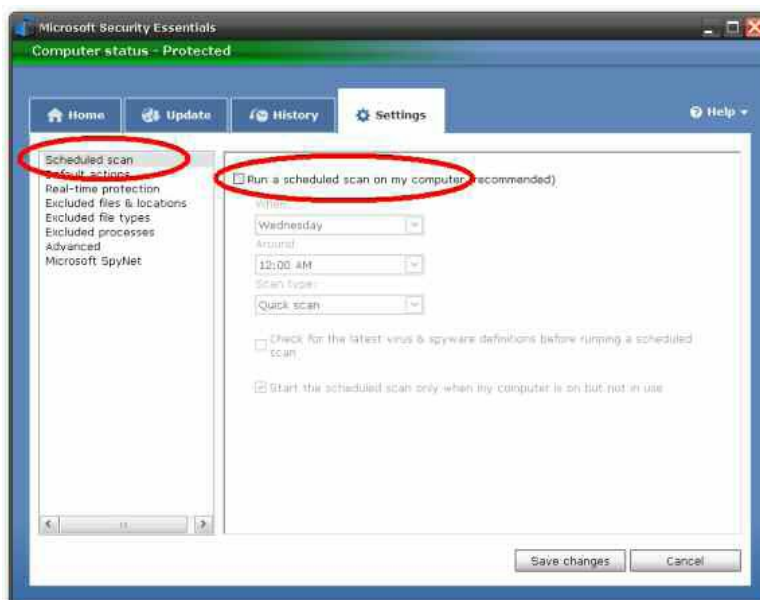 Microsoft Security Essentials
Computer status - Protected
Home
Update
History
Settings
Help
Scheduled scan
Default actions
Real-time protection
Excluded files & locations
Excluded file types
Excluded processes
Advanced
Microsoft SpyNet
Run a scheduled scan on my computer (recommended)
When:
Wednesday
Around:
12:00 AM
Scan type:
Quick scan
Check for the latest virus & spyware definitions before running a scheduled
scan
Start the scheduled scan only when my computer is on but not in use
Save changes
Cancel